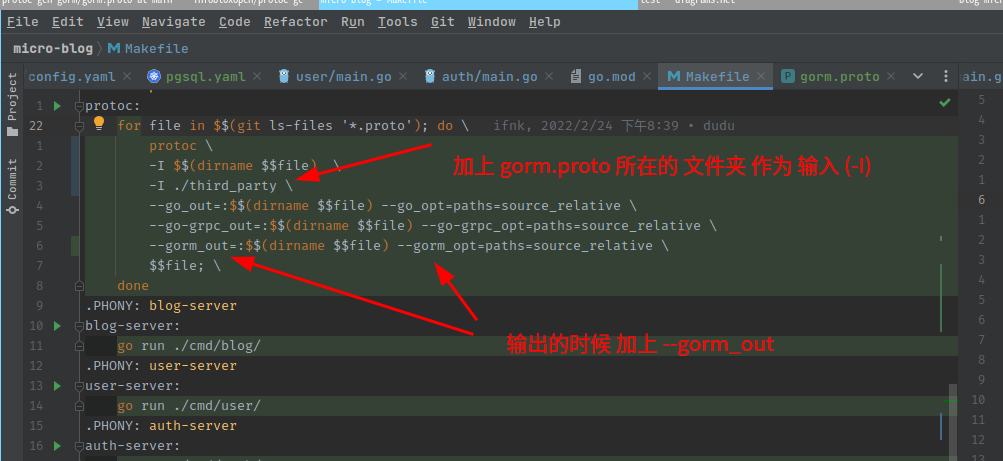 File Edit View Navigate Code Refactor Run Tools Git Window Help
micro-blog Makefile
config.yaml pgsql.yaml user/main.go auth/main.go go.mod Makefile gorm.proto ain.g
Project
Commit
1 protoc:
22 for file in $$(git ls-files '*.proto'); do \ ifnk, 2022/2/24 下午8:39 • dudu
1 protoc \
2 -I $$(dirname $$file) \
3 -I ./third_party \
4 --go_out=:$$(dirname $$file) --go_opt=paths=source_relative \
5 --go-grpc_out=:$$(dirname $$file) --go-grpc_opt=paths=source_relative \
6 --gorm_out=:$$(dirname $$file) --gorm_opt=paths=source_relative \
7 $$file; \
8 done
9 .PHONY: blog-server
10 blog-server:
11 go run ./cmd/blog/
12 .PHONY: user-server
13 user-server:
14 go run ./cmd/user/
15 .PHONY: auth-server
16 auth-server:
加上 gorm.proto 所在的 文件夹 作为 输入 (-I)
输出的时候 加上 --gorm_out
5
4
3
2
1
6
1
2
3
4
5
6
7
8
9
10
11
12
13